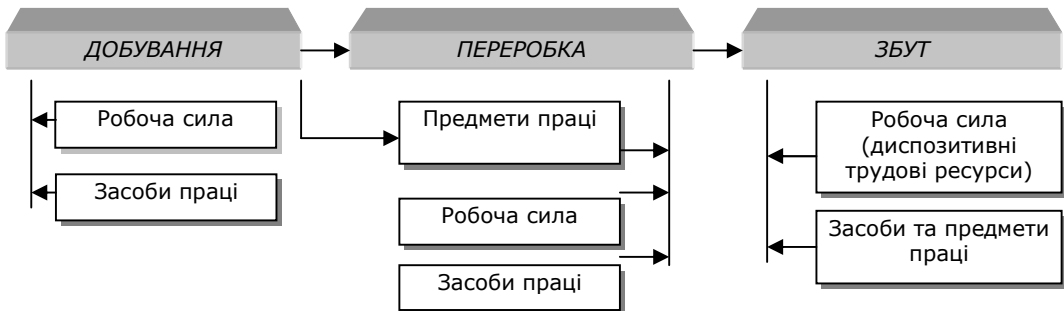 ДОБУВАННЯ
ПЕРЕРОБКА
ЗБУТ
Робоча сила
Засоби праці
Предмети праці
Робоча сила
Засоби праці
Робоча сила
(диспозитивні
трудові ресурси)
Засоби та предмети
праці